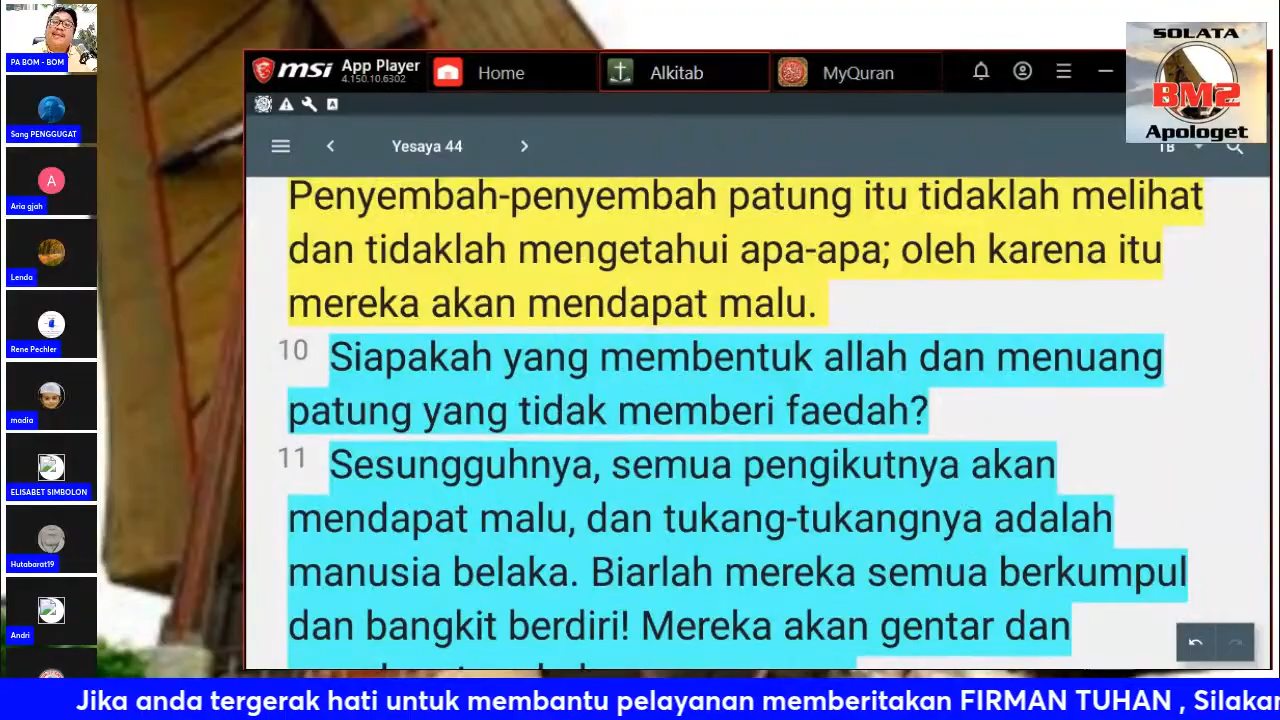 PA BOM - BOM
Sang PENGGUGAT
A
Aria gjah
Lenda
Rene Pechler
madia
ELISABET SIMBOLON
Hutabarat19
Andri
msi App Player
4.150.10.6302
Home
Alkitab
MyQuran
SOLATA
BM2
Apologet
Yesaya 44
TB
Penyembah-penyembah patung itu tidaklah melihat
dan tidaklah mengetahui apa-apa; oleh karena itu
mereka akan mendapat malu.
10 Siapakah yang membentuk allah dan menuang
patung yang tidak memberi faedah?
11 Sesungguhnya, semua pengikutnya akan
mendapat malu, dan tukang-tukangnya adalah
manusia belaka. Biarlah mereka semua berkumpul
dan bangkit berdiri! Mereka akan gentar dan
Jika anda tergerak hati untuk membantu pelayanan memberitakan FIRMAN TUHAN , Silakan